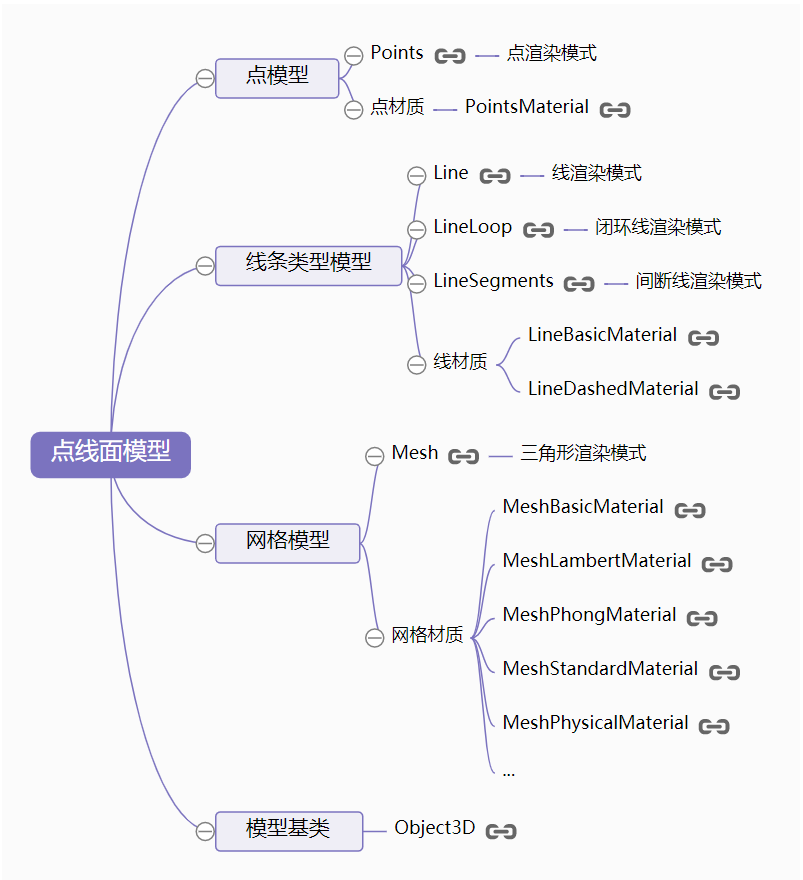 点线面模型
点模型
Points
点渲染模式
点材质
PointsMaterial
线条类型模型
Line
线渲染模式
LineLoop
闭环线渲染模式
LineSegments
间断线渲染模式
线材质
LineBasicMaterial
LineDashedMaterial
网格模型
Mesh
三角形渲染模式
网格材质
MeshBasicMaterial
MeshLambertMaterial
MeshPhongMaterial
MeshStandardMaterial
MeshPhysicalMaterial
...
模型基类
Object3D